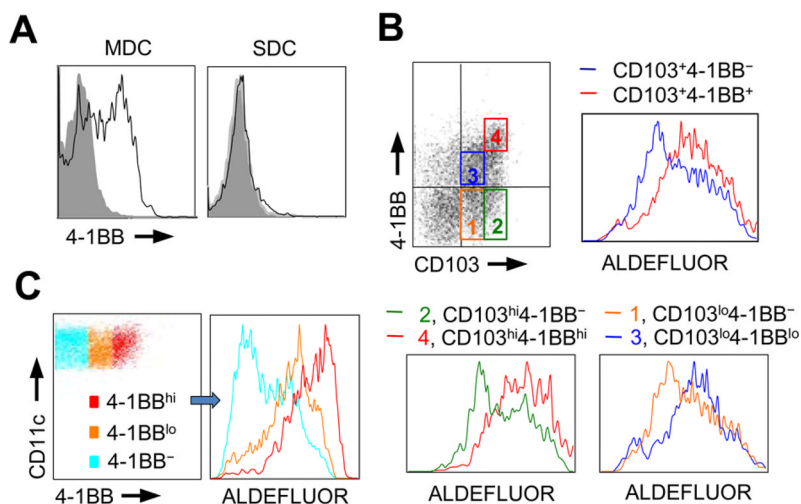 A
MDC
SDC
4-1BB
B
4-1BB
CD103
4
3
1
2
CD103⁺4-1BB⁻
CD103⁺4-1BB⁺
ALDEFLUOR
C
CD11c
4-1BBʰⁱ
4-1BBˡᵒ
4-1BB⁻
4-1BB
ALDEFLUOR
2, CD103ʰⁱ4-1BB⁻
4, CD103ʰⁱ4-1BBʰⁱ
ALDEFLUOR
1, CD103ˡᵒ4-1BB⁻
3, CD103ˡᵒ4-1BBˡᵒ
ALDEFLUOR